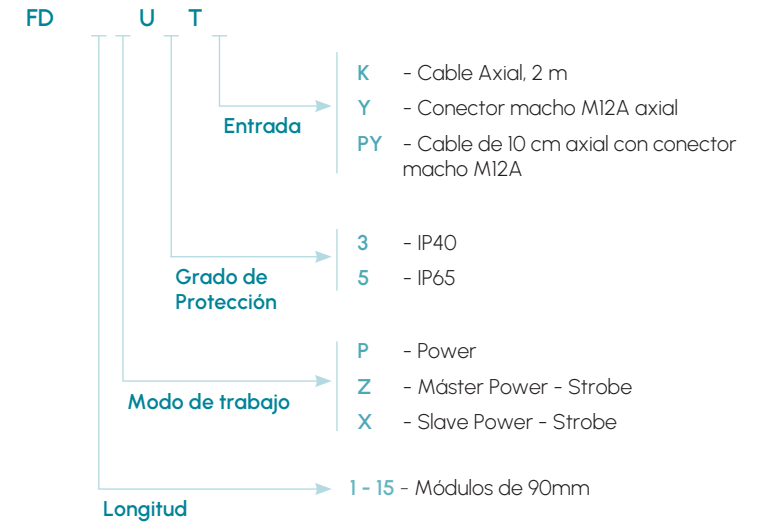 FD U T
K - Cable Axial, 2 m
Y - Conector macho M12A axial
Entrada
PY - Cable de 10 cm axial con conector
macho M12A
3 - IP40
Grado de
Protección
5 - IP65
P - Power
Z - Máster Power - Strobe
Modo de trabajo
X - Slave Power - Strobe
1 - 15 - Módulos de 90mm
Longitud